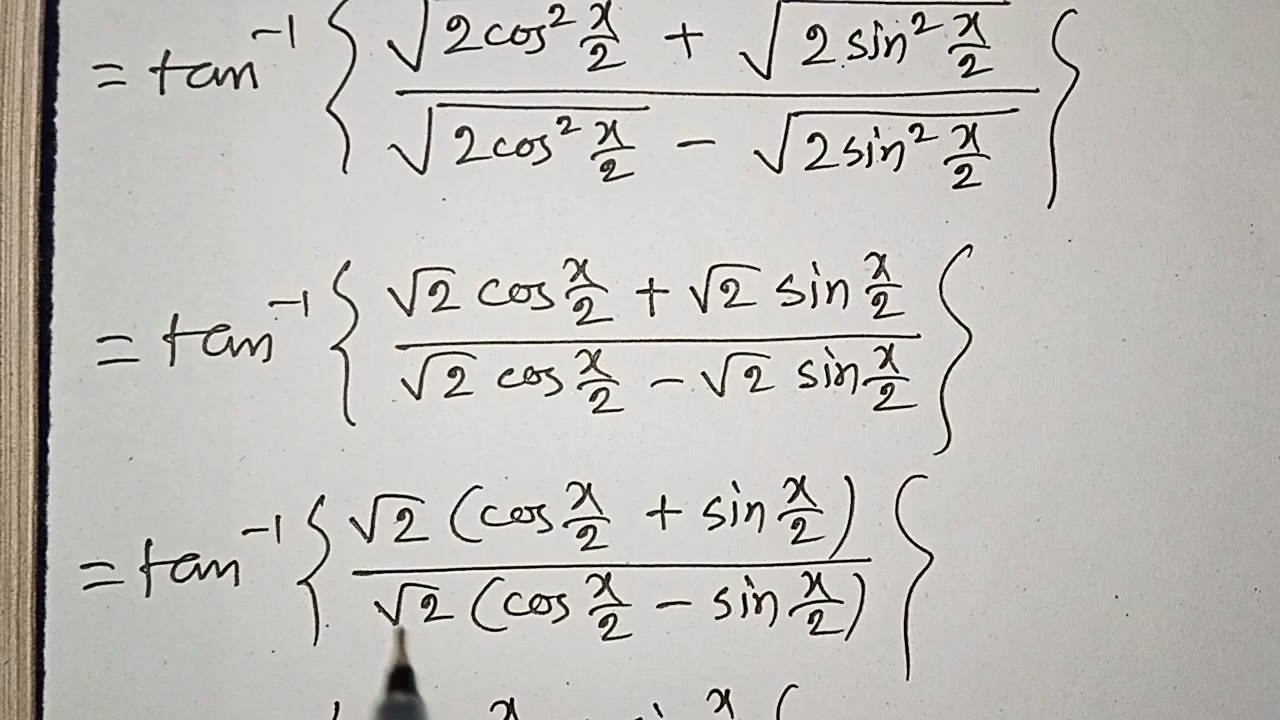 = tan⁻¹ { (√(2cos² x/2) + √(2sin² x/2)) / (√(2cos² x/2) − √(2sin² x/2)) }
= tan⁻¹ { (√2 cos x/2 + √2 sin x/2) / (√2 cos x/2 − √2 sin x/2) }
= tan⁻¹ { √2 (cos x/2 + sin x/2) / √2 (cos x/2 − sin x/2) }